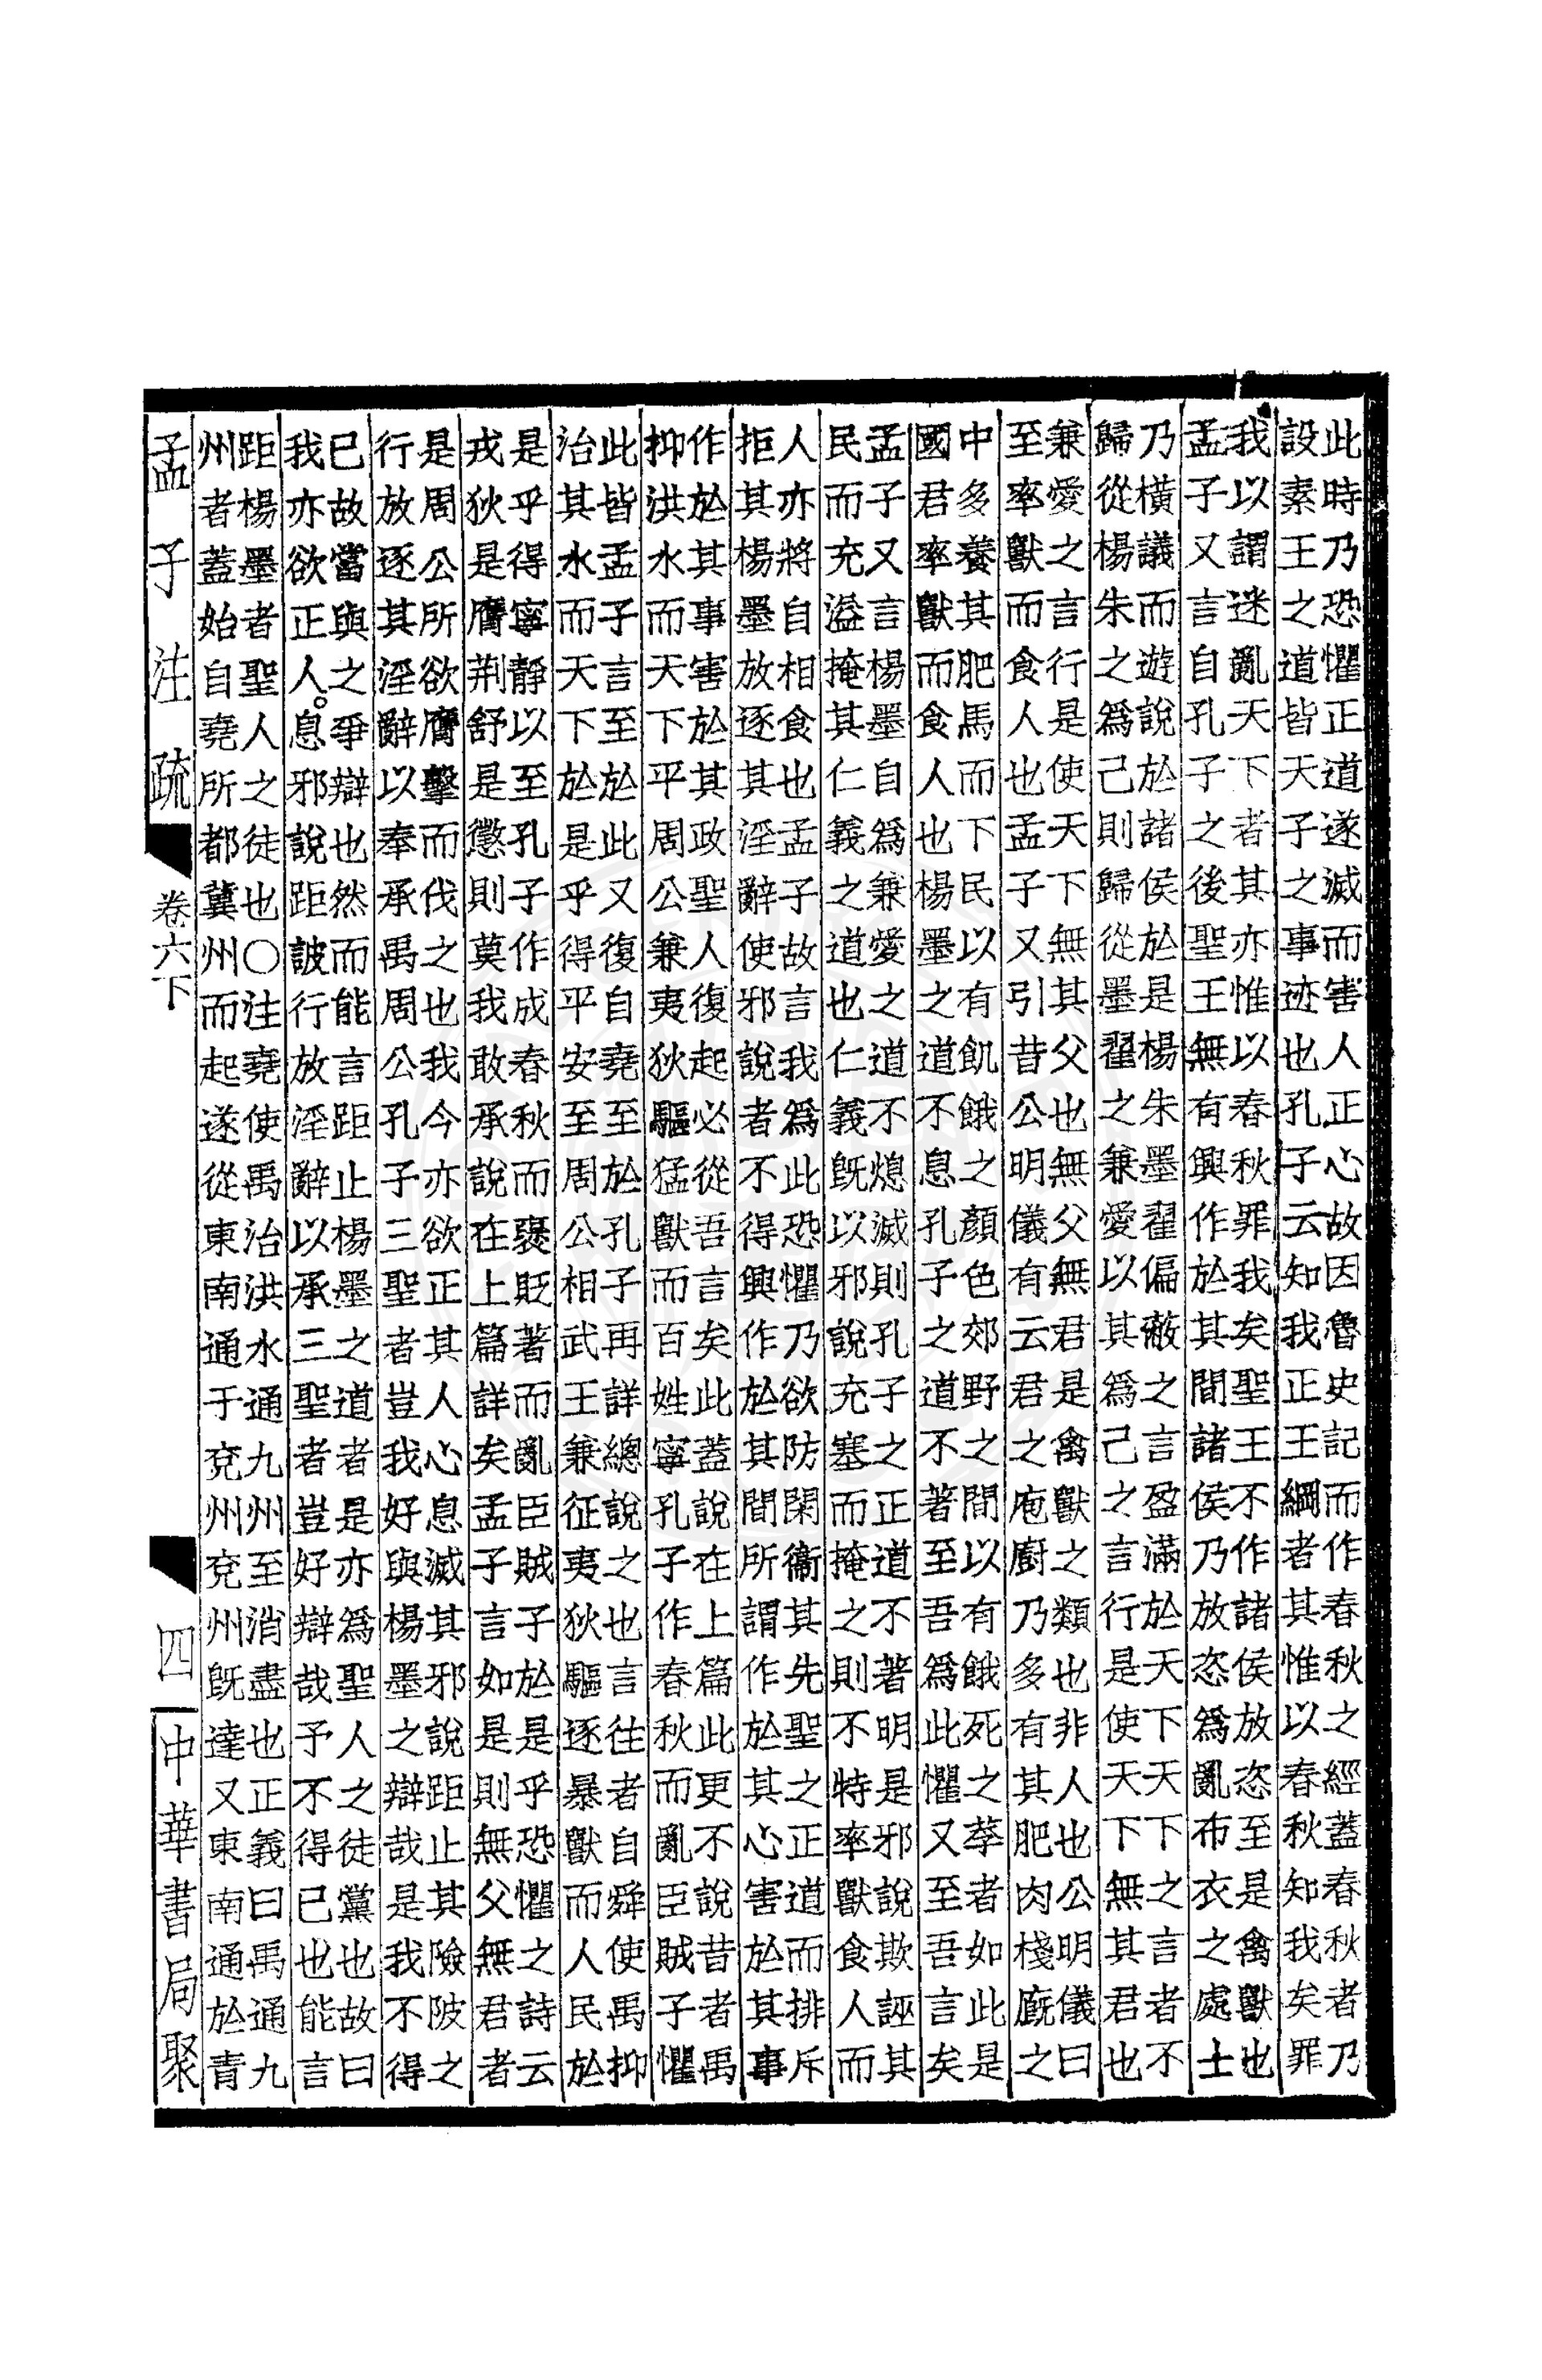 此時乃恐懼正道遂滅而害人正心故因魯史記而作春秋之經蓋春秋者乃
設素王之道皆天子之事迹也孔子云知我正王綱者其惟以春秋知我矣罪
我以謂迷亂天下者其亦惟以春秋罪我矣聖王不作諸侯放恣至是禽獸也
孟子又言自孔子之後聖王無有興作於其間諸侯乃放恣爲亂布衣之處士
乃橫議而遊說於諸侯於是楊朱墨翟偏蔽之言盈滿於天下天下之言者不
歸從楊朱之爲己則歸從墨翟之兼愛以其爲己之言行是使天下無其君也
兼愛之言行是使天下無其父也無父無君是禽獸之類也非人也公明儀曰
至率獸而食人也孟子又引昔公明儀有云君之庖廚乃多有其肥肉棧廐之
中多養其肥馬而下民以有飢餓之顏色郊野之間以有餓死之莩者如此是
國君率獸而食人也楊墨之道不息孔子之道不著至吾爲此懼又至吾言矣
孟子又言楊墨自爲兼愛之道不熄滅則孔子之正道不著明是邪說欺誣其
民而充溢掩其仁義之道也仁義旣以邪說充塞而掩之則不特率獸食人而
人亦將自相食也孟子故言我爲此恐懼乃欲防閑衞其先聖之正道而排斥
拒其楊墨放逐其淫辭使邪說者不得興作於其間所謂作於其心害於其事
作於其事害於其政聖人復起必從吾言矣此蓋說在上篇此更不說昔者禹
抑洪水而天下平周公兼夷狄驅猛獸而百姓寧孔子作春秋而亂臣賊子懼
此皆孟子言至於此又復自堯至於孔子再詳總說之也言往者自舜使禹抑
治其水而天下於是乎得平安至周公相武王兼征夷狄驅逐暴獸而人民於
是乎得寧靜以至孔子作成春秋而襃貶著而亂臣賊子於是乎恐懼之詩云
戎狄是膺荆舒是懲則莫我敢承說在上篇詳矣孟子言如是則無父無君者
是周公所欲膺擊而伐之也我今亦欲正其人心息滅其邪說距止其險陂之
行放逐其淫辭以奉承禹周公孔子三聖者豈我好與楊墨之辯哉是我不得
已故當與之爭辯也然而能言距止楊墨之道者是亦爲聖人之徒黨也故曰
我亦欲正人。息邪說距詖行放淫辭以承三聖者豈好辯哉予不得已也能言
距楊墨者聖人之徒也○注堯使禹治洪水通九州至消盡也正義曰禹通九
州者蓋始自堯所都冀州而起遂從東南通于兗州兗州旣達又東南通於青
孟子注疏 卷六下 四 中華書局聚